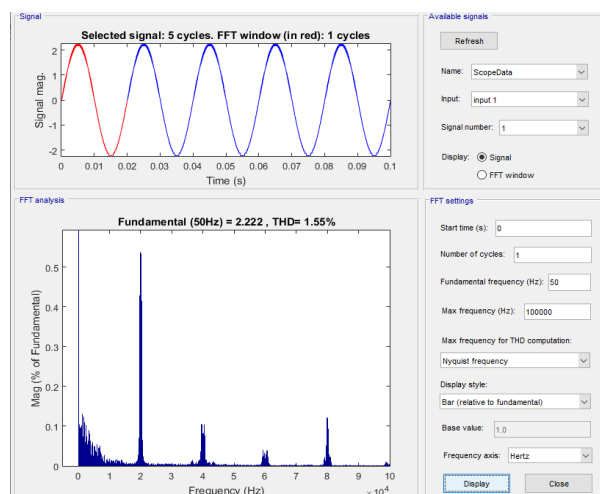 Signal
Selected signal: 5 cycles. FFT window (in red): 1 cycles
Signal mag.
2
1
0
-1
-2
0
0.01
0.02
0.03
0.04
0.05
0.06
0.07
0.08
0.09
0.1
Time (s)
FFT analysis
Fundamental (50Hz) = 2.222 , THD= 1.55%
Mag (% of Fundamental)
0.5
0.4
0.3
0.2
0.1
0
0
2
4
6
8
10
Frequency (Hz)
× 10⁴
Available signals
Refresh
Name:
ScopeData
Input:
input 1
Signal number:
1
Display:
Signal
FFT window
FFT settings
Start time (s):
0
Number of cycles:
1
Fundamental frequency (Hz):
50
Max frequency (Hz):
100000
Max frequency for THD computation:
Nyquist frequency
Display style:
Bar (relative to fundamental)
Base value:
1.0
Frequency axis:
Hertz
Display
Close